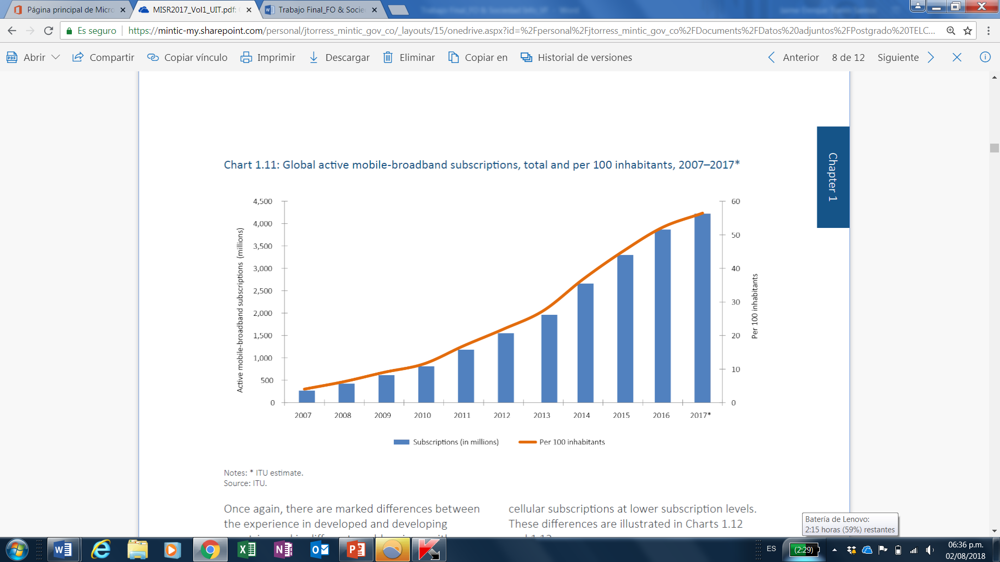 Página principal de Micro
MISR2017_Vol1_UIT.pdf:
Trabajo Final_FO & Socie
Es seguro
https://mintic-my.sharepoint.com/personal/jtorress_mintic_gov_co/_layouts/15/onedrive.aspx?id=%2Fpersonal%2Fjtorress_mintic_gov_co%2FDocuments%2FDatos%20adjuntos%2FPostgrado%20TELC...
Abrir
Compartir
Copiar vínculo
Imprimir
Descargar
Eliminar
Copiar en
Historial de versiones
Anterior
8 de 12
Siguiente
Chapter 1
Chart 1.11: Global active mobile-broadband subscriptions, total and per 100 inhabitants, 2007–2017*
Active mobile-broadband subscriptions (millions)
4,500
4,000
3,500
3,000
2,500
2,000
1,500
1,000
500
0
60
50
40
30
20
10
0
Per 100 inhabitants
2007 2008 2009 2010 2011 2012 2013 2014 2015 2016 2017*
Subscriptions (in millions)
Per 100 inhabitants
Notes: * ITU estimate.
Source: ITU.
Once again, there are marked differences between
the experience in developed and developing
cellular subscriptions at lower subscription levels.
These differences are illustrated in Charts 1.12
Batería de Lenovo:
2:15 horas (59%) restantes
ES
(2:29)
06:36 p.m.
02/08/2018